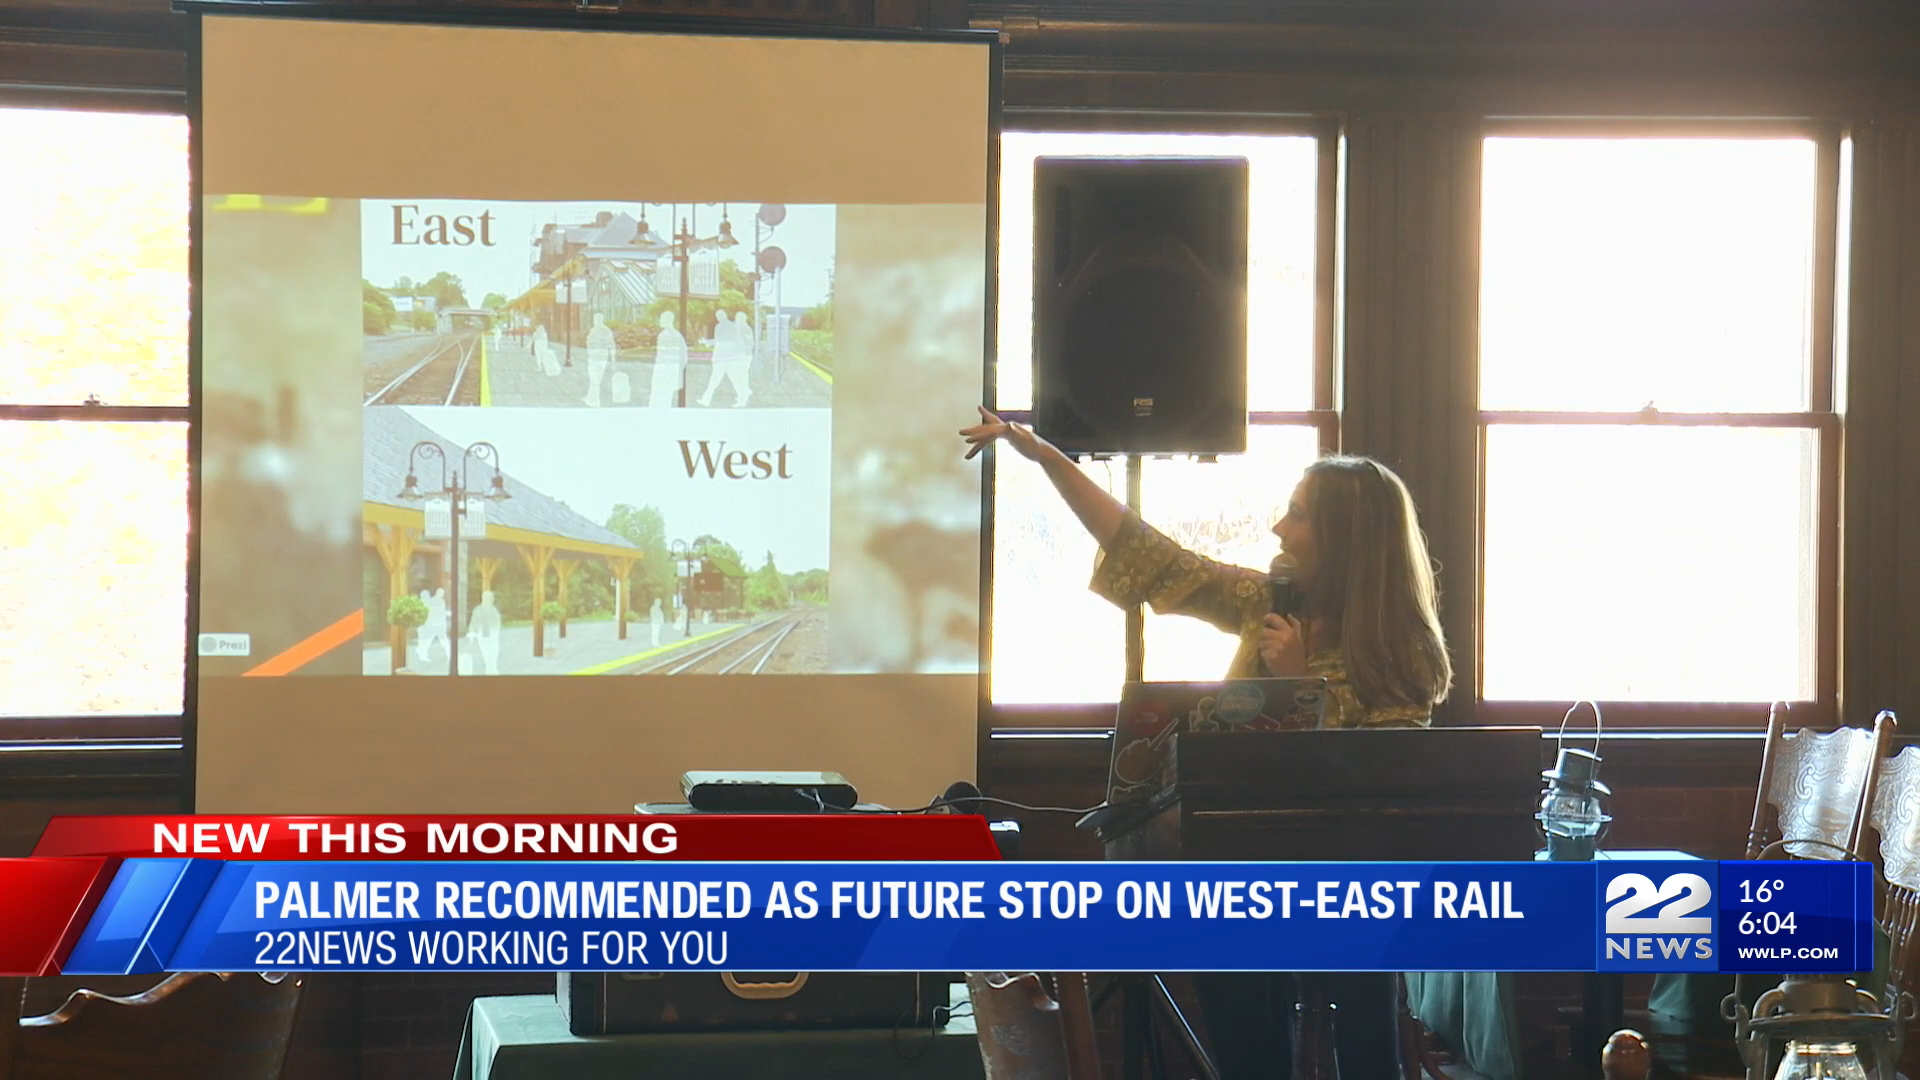 East
West
Prezi
RS
NEW THIS MORNING
PALMER RECOMMENDED AS FUTURE STOP ON WEST-EAST RAIL
22NEWS WORKING FOR YOU
22
NEWS
16°
6:04
WWLP.COM